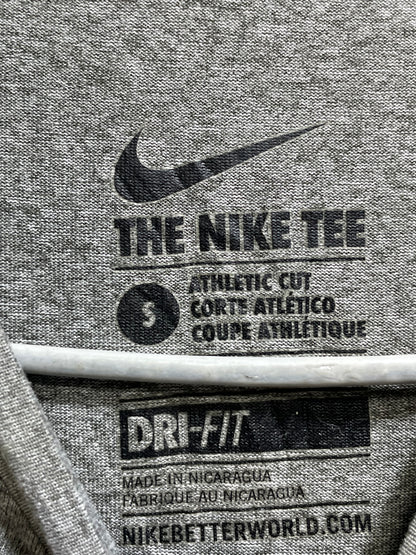 THE NIKE TEE
S
ATHLETIC CUT
CORTE ATLÉTICO
COUPE ATHLÉTIQUE
DRI-FIT
MADE IN NICARAGUA
FABRIQUE AU NICARAGUA
NIKEBETTERWORLD.COM